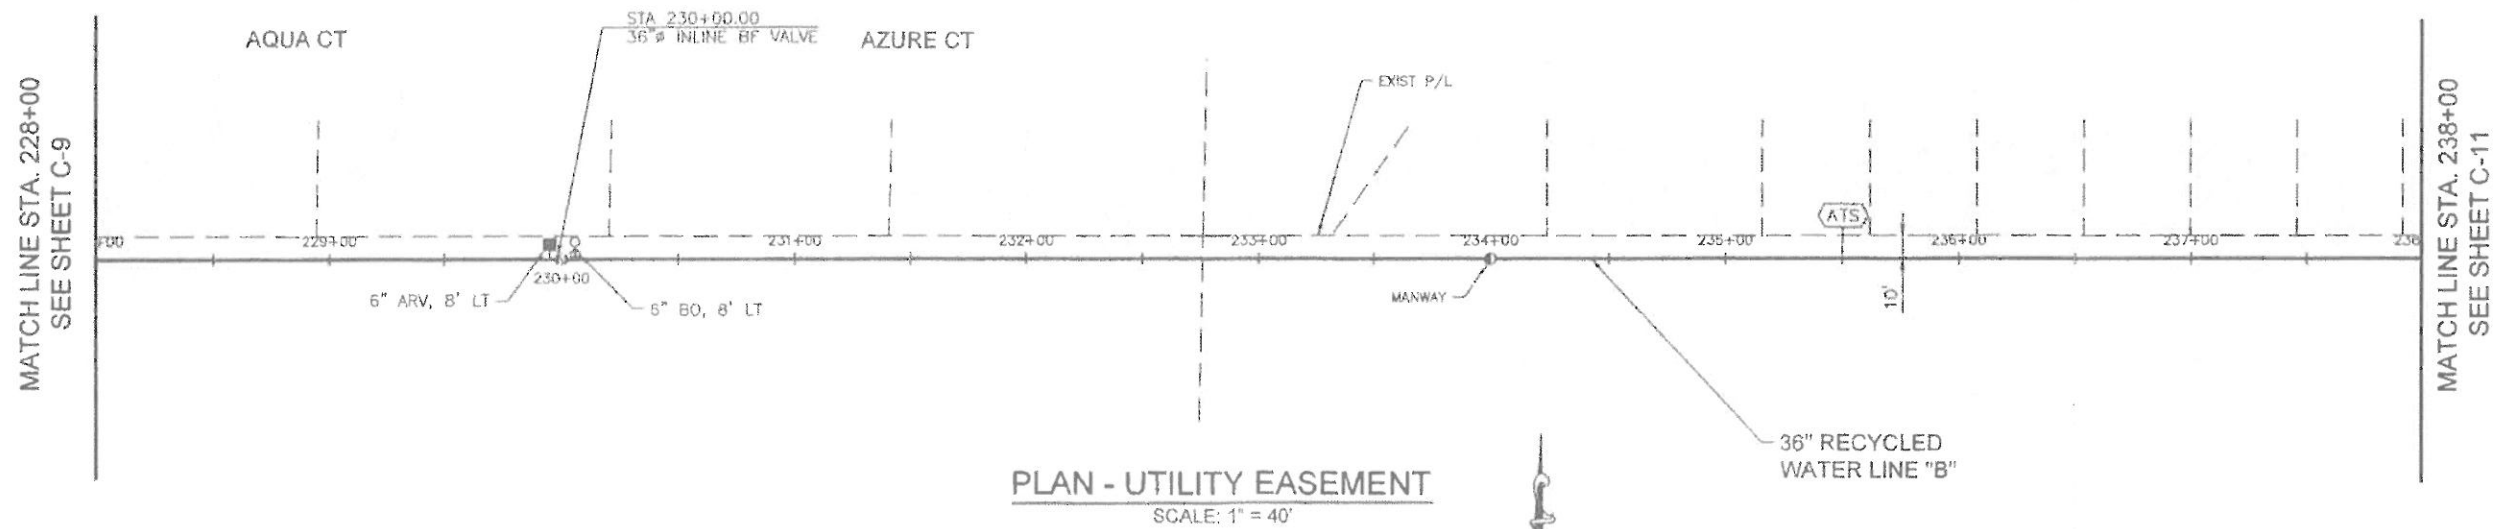 MATCH LINE STA. 228+00
SEE SHEET C-9
AQUA CT
STA 230+00.00
36"ø INLINE BF VALVE
AZURE CT
EXIST P/L
ATS
+00
229+00
230+00
231+00
232+00
233+00
234+00
235+00
236+00
237+00
238
6" ARV, 8' LT
6" BO, 8' LT
MANWAY
10'
36" RECYCLED
WATER LINE "B"
PLAN - UTILITY EASEMENT
SCALE: 1" = 40'
MATCH LINE STA. 238+00
SEE SHEET C-11